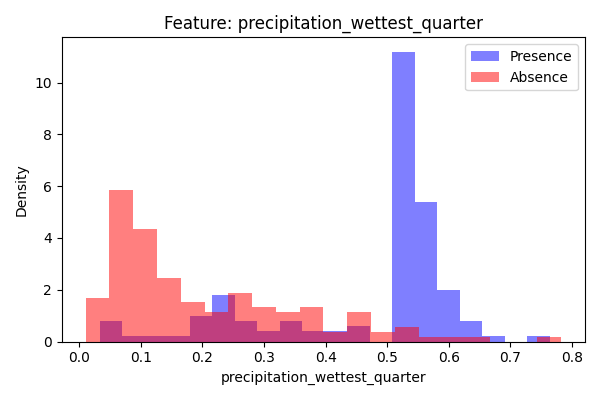 Feature: precipitation_wettest_quarter
Presence
Absence
Density
10
8
6
4
2
0
0.0 0.1 0.2 0.3 0.4 0.5 0.6 0.7 0.8
precipitation_wettest_quarter